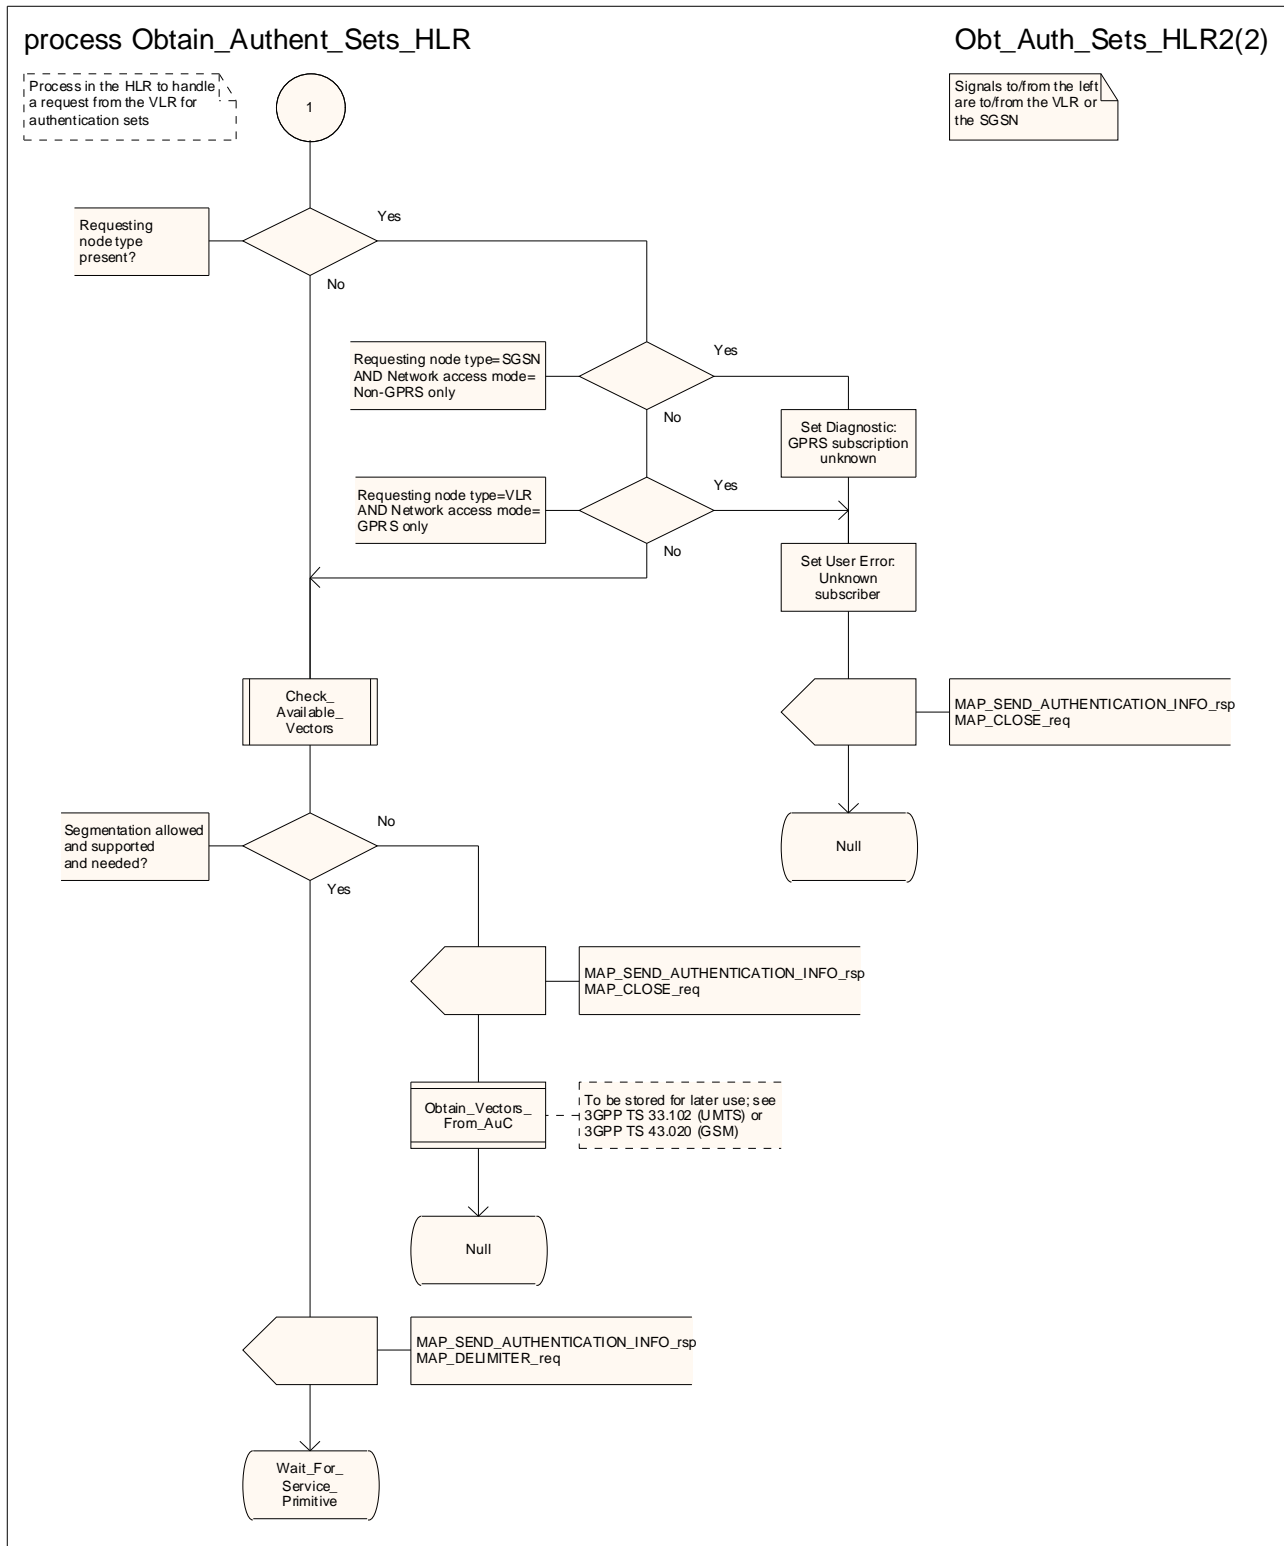 process Obtain_Authent_Sets_HLR
Obt_Auth_Sets_HLR2(2)
Process in the HLR to handle
a request from the VLR for
authentication sets
1
Signals to/from the left
are to/from the VLR or
the SGSN
Requesting
node type
present?
Yes
No
Requesting node type=SGSN
AND Network access mode=
Non-GPRS only
Yes
No
Set Diagnostic:
GPRS subscription
unknown
Requesting node type=VLR
AND Network access mode=
GPRS only
Yes
No
Set User Error:
Unknown
subscriber
Check_
Available_
Vectors
MAP_SEND_AUTHENTICATION_INFO_rsp
MAP_CLOSE_req
Segmentation allowed
and supported
and needed?
No
Yes
Null
MAP_SEND_AUTHENTICATION_INFO_rsp
MAP_CLOSE_req
Obtain_Vectors_
From_AuC
To be stored for later use; see
3GPP TS 33.102 (UMTS) or
3GPP TS 43.020 (GSM)
Null
MAP_SEND_AUTHENTICATION_INFO_rsp
MAP_DELIMITER_req
Wait_For_
Service_
Primitive